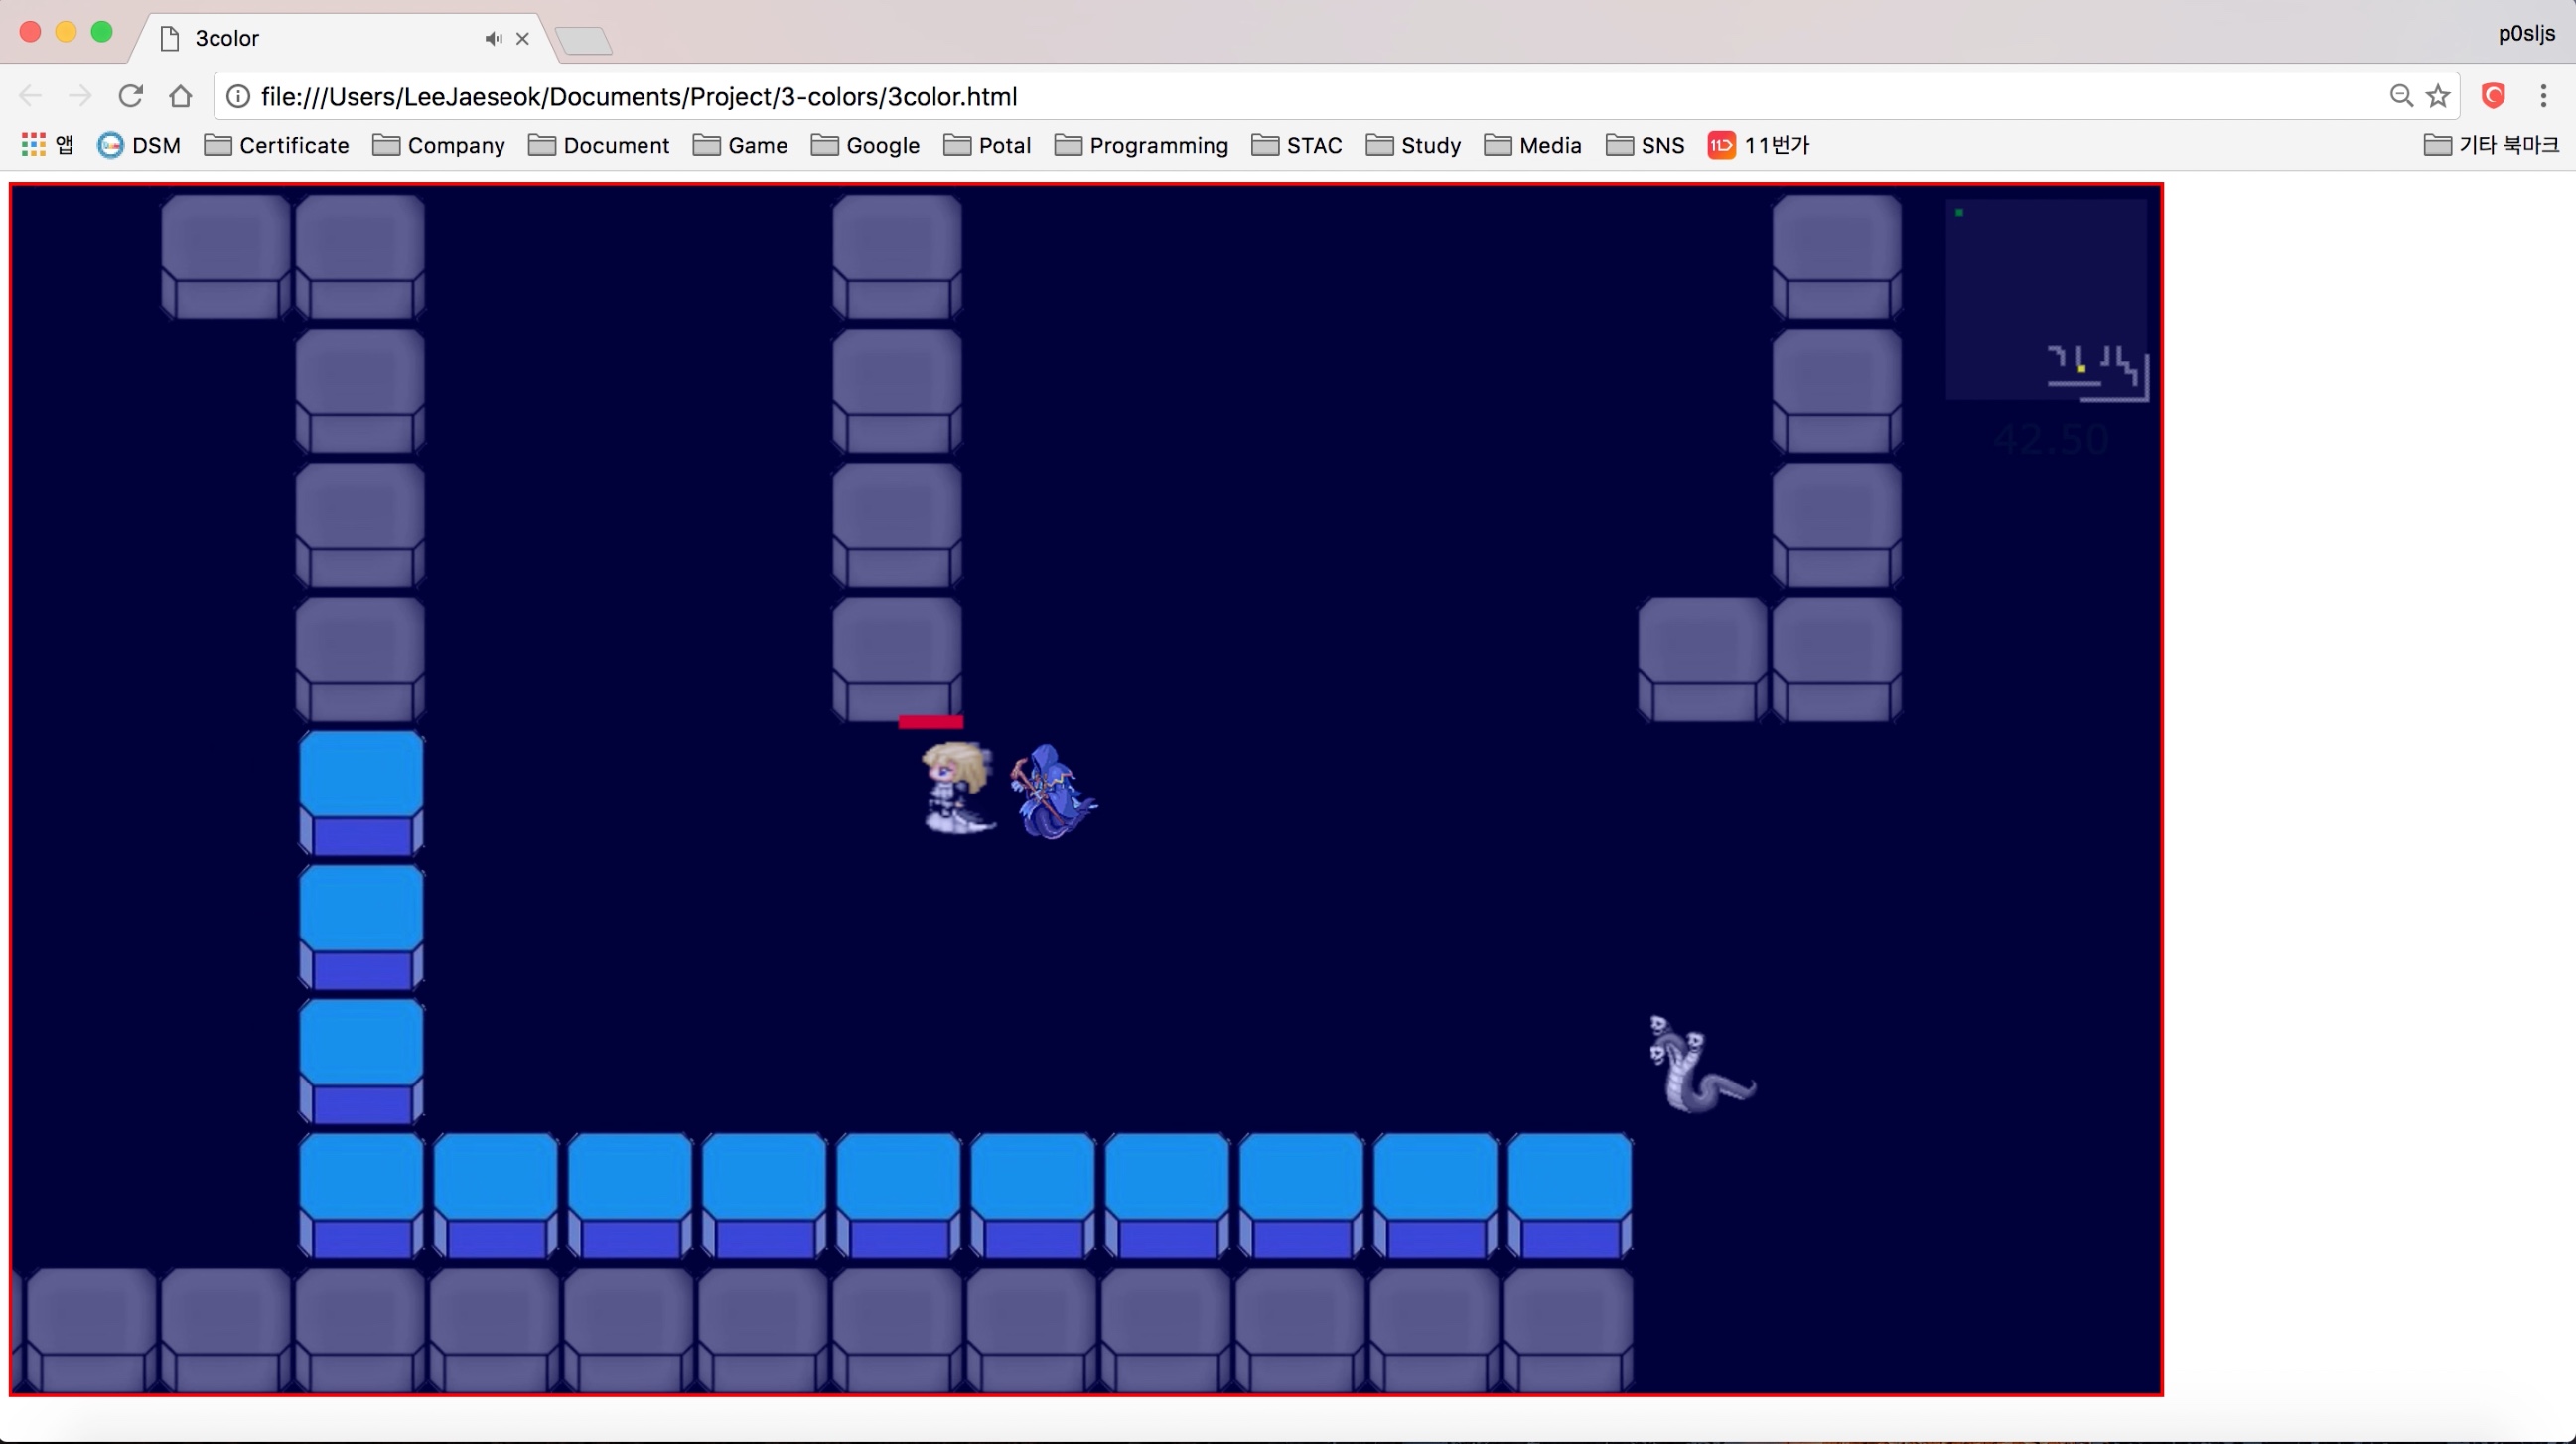 3color
p0sljs
file:///Users/LeeJaeseok/Documents/Project/3-colors/3color.html
앱 DSM Certificate Company Document Game Google Potal Programming STAC Study Media SNS 11번가 기타 북마크
42.50